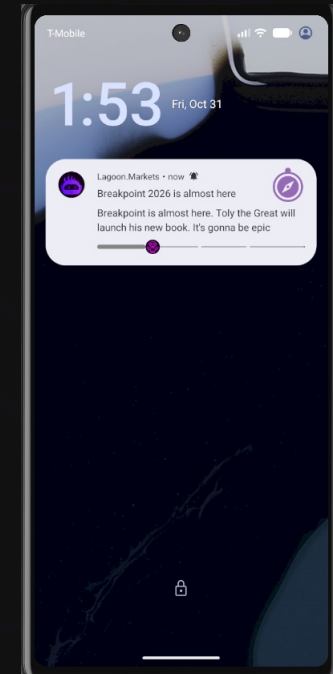 T-Mobile
1:53 Fri, Oct 31
Lagoon.Markets • now
Breakpoint 2026 is almost here
Breakpoint is almost here. Toly the Great will
launch his new book. It's gonna be epic